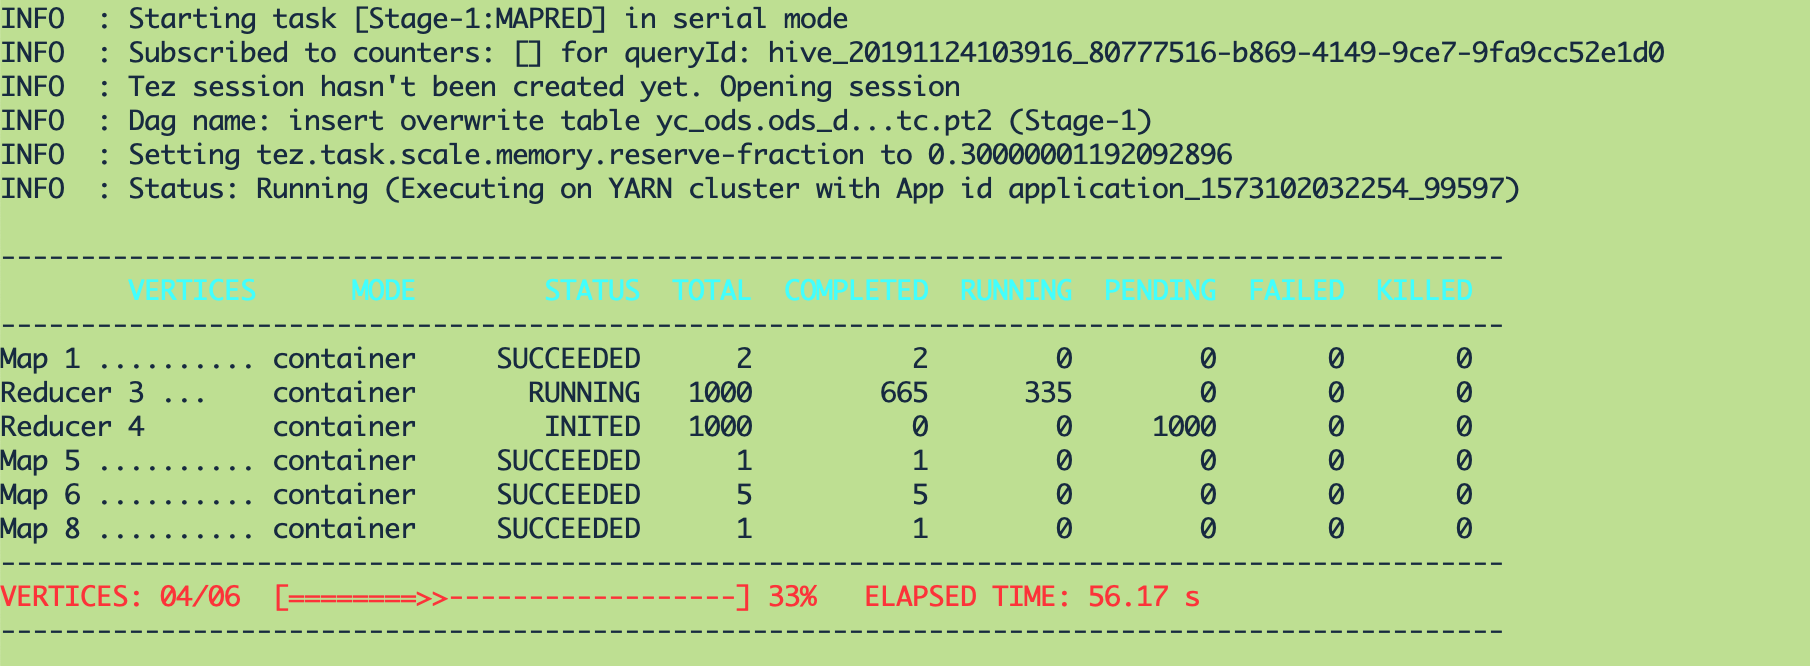 INFO  : Starting task [Stage-1:MAPRED] in serial mode
INFO  : Subscribed to counters: [] for queryId: hive_20191124103916_80777516-b869-4149-9ce7-9fa9cc52e1d0
INFO  : Tez session hasn't been created yet. Opening session
INFO  : Dag name: insert overwrite table yc_ods.ods_d...tc.pt2 (Stage-1)
INFO  : Setting tez.task.scale.memory.reserve-fraction to 0.30000001192092896
INFO  : Status: Running (Executing on YARN cluster with App id application_1573102032254_99597)
----------------------------------------------------------------------------------------------
        VERTICES      MODE        STATUS  TOTAL  COMPLETED  RUNNING  PENDING  FAILED  KILLED
----------------------------------------------------------------------------------------------
Map 1 .......... container     SUCCEEDED      2          2        0        0       0       0
Reducer 3 ...    container       RUNNING   1000        665      335        0       0       0
Reducer 4        container        INITED   1000          0        0     1000       0       0
Map 5 .......... container     SUCCEEDED      1          1        0        0       0       0
Map 6 .......... container     SUCCEEDED      5          5        0        0       0       0
Map 8 .......... container     SUCCEEDED      1          1        0        0       0       0
----------------------------------------------------------------------------------------------
VERTICES: 04/06  [========>>------------------] 33%   ELAPSED TIME: 56.17 s
----------------------------------------------------------------------------------------------